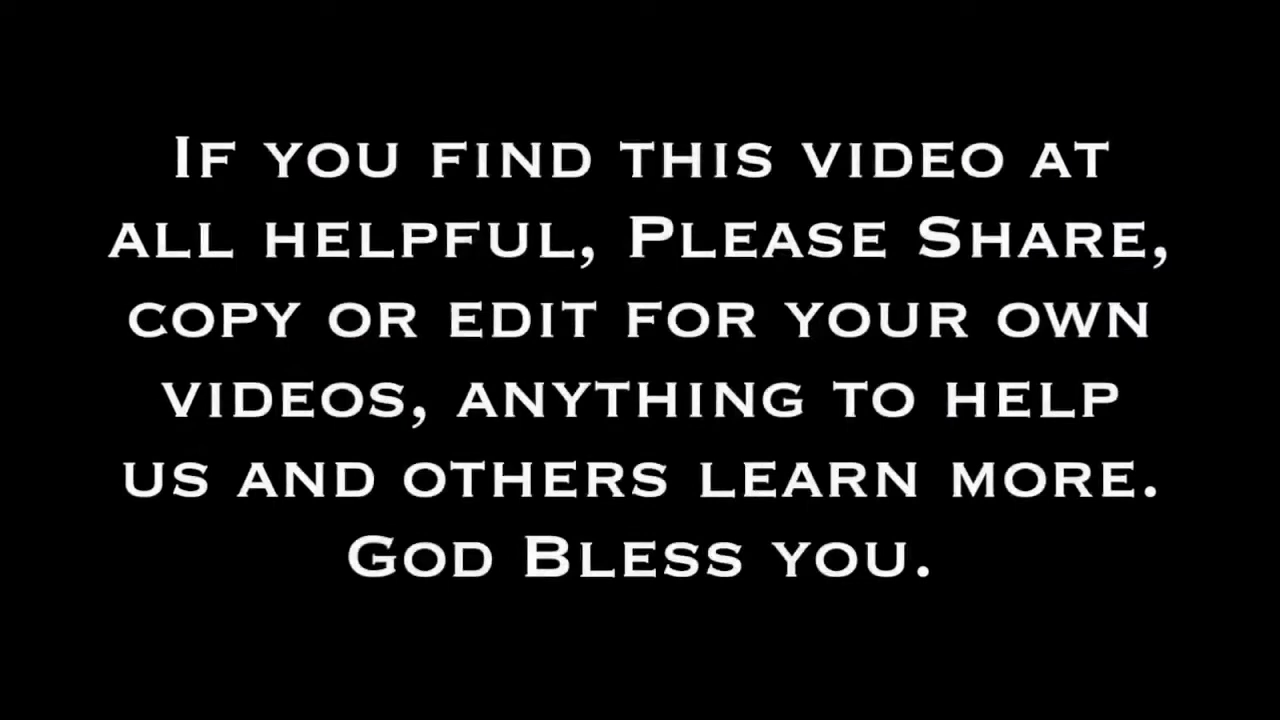 If you find this video at
all helpful, Please Share,
copy or edit for your own
videos, anything to help
us and others learn more.
God Bless you.